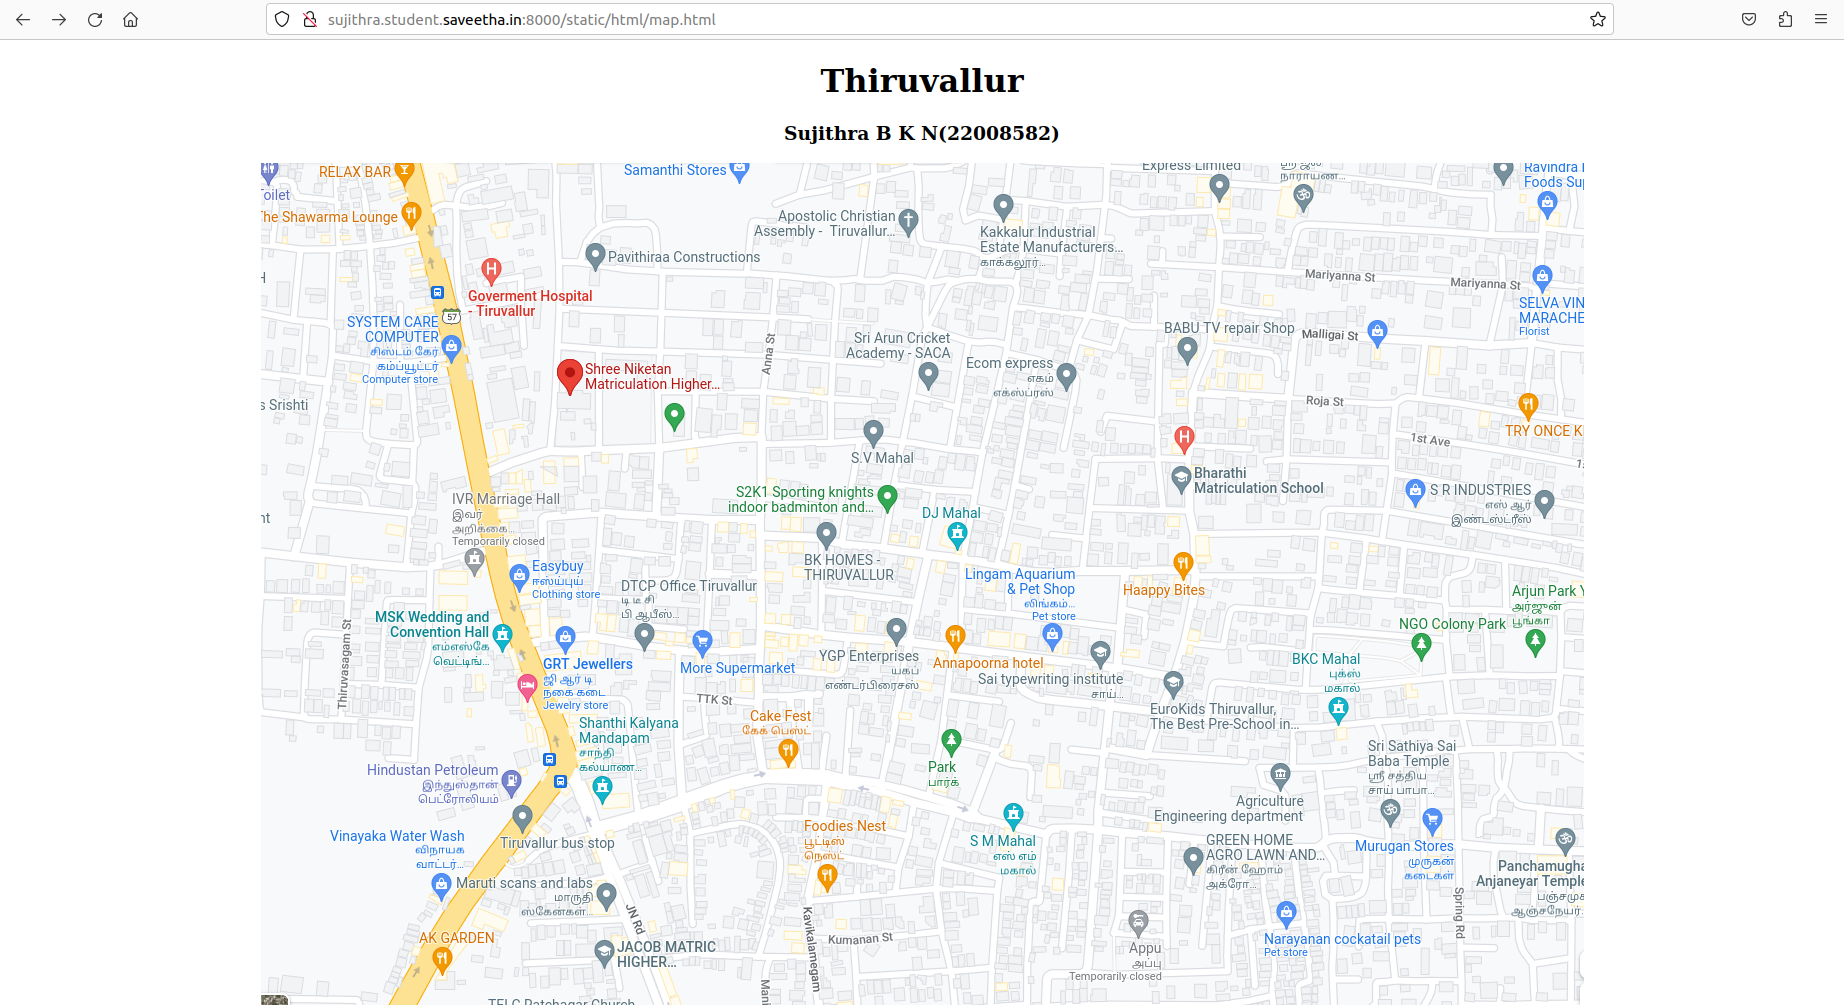 sujithra.student.saveetha.in:8000/static/html/map.html
Thiruvallur
Sujithra B K N(22008582)
RELAX BAR
Samanthi Stores
Express Limited
நாராயண...
Ravindra
Foods Su
The Shawarma Lounge
Apostolic Christian
Assembly - Tiruvallur...
Kakkalur Industrial
Estate Manufacturers...
காக்கலூர்...
Pavithiraa Constructions
Goverment Hospital
- Tiruvallur
Mariyanna St
Mariyanna St
SELVA VIN
MARACHE
Florist
57
SYSTEM CARE
COMPUTER
சிஸ்டம் கேர்
கம்ப்யூட்டர்
Computer store
Anna St
Sri Arun Cricket
Academy - SACA
BABU TV repair Shop
Malligai St
Shree Niketan
Matriculation Higher...
Ecom express
எகம்
எக்ஸ்பரஸ்
s Srishti
Roja St
TRY ONCE K
1st Ave
S.V Mahal
Bharathi
Matriculation School
S2K1 Sporting knights
indoor badminton and...
IVR Marriage Hall
இவர்
அறிக்கை...
Temporarily closed
DJ Mahal
S R INDUSTRIES
எஸ் ஆர்
இண்டஸ்ட்ரீஸ்
BK HOMES -
THIRUVALLUR
Easybuy
ஈஸ்ய்புய்
Clothing store
DTCP Office Tiruvallur
டி டீ சி
பி ஆபீஸ்...
Lingam Aquarium
& Pet Shop
லிங்கம்...
Pet store
Haappy Bites
Arjun Park Y
அர்ஜுன்
பூங்கா
MSK Wedding and
Convention Hall
எம்எஸ்கே
வெட்டிங்...
NGO Colony Park
Thiruvasagam St
GRT Jewellers
ஜி ஆர் டி
நகை கடை
Jewelry store
More Supermarket
YGP Enterprises
யகப்
எண்டர்பிரைசஸ்
Annapoorna hotel
Sai typewriting institute
சாய்...
BKC Mahal
புக்ஸ்
மகால்
TTK St
EuroKids Thiruvallur,
The Best Pre-School in...
Cake Fest
கேக் பெஸ்ட்
Shanthi Kalyana
Mandapam
சாந்தி
கல்யாண...
Sri Sathiya Sai
Baba Temple
ஸ்ரீ சத்திய
சாய் பாபா...
Hindustan Petroleum
இந்துஸ்தான்
பெட்ரோலியம்
Park
பார்க்
Agriculture
Engineering department
Vinayaka Water Wash
விநாயக
வாட்டர்...
Tiruvallur bus stop
Foodies Nest
பூட்டிஸ்
நெஸ்ட்
S M Mahal
எஸ் எம்
மகால்
GREEN HOME
AGRO LAWN AND...
கிரீன் ஹோம்
அக்ரோ...
Murugan Stores
முருகன்
கடைகள்
Panchamugha
Anjaneyar Temple
பஞ்சமுக
ஆஞ்சநேயர்
Maruti scans and labs
மாருதி
ஸ்கேன்கள்...
JN Rd
Kavikalamegam
Kumanan St
Spring Rd
AK GARDEN
JACOB MATRIC
HIGHER...
Appu
அப்பு
Temporarily closed
Narayanan cockatail pets
Pet store